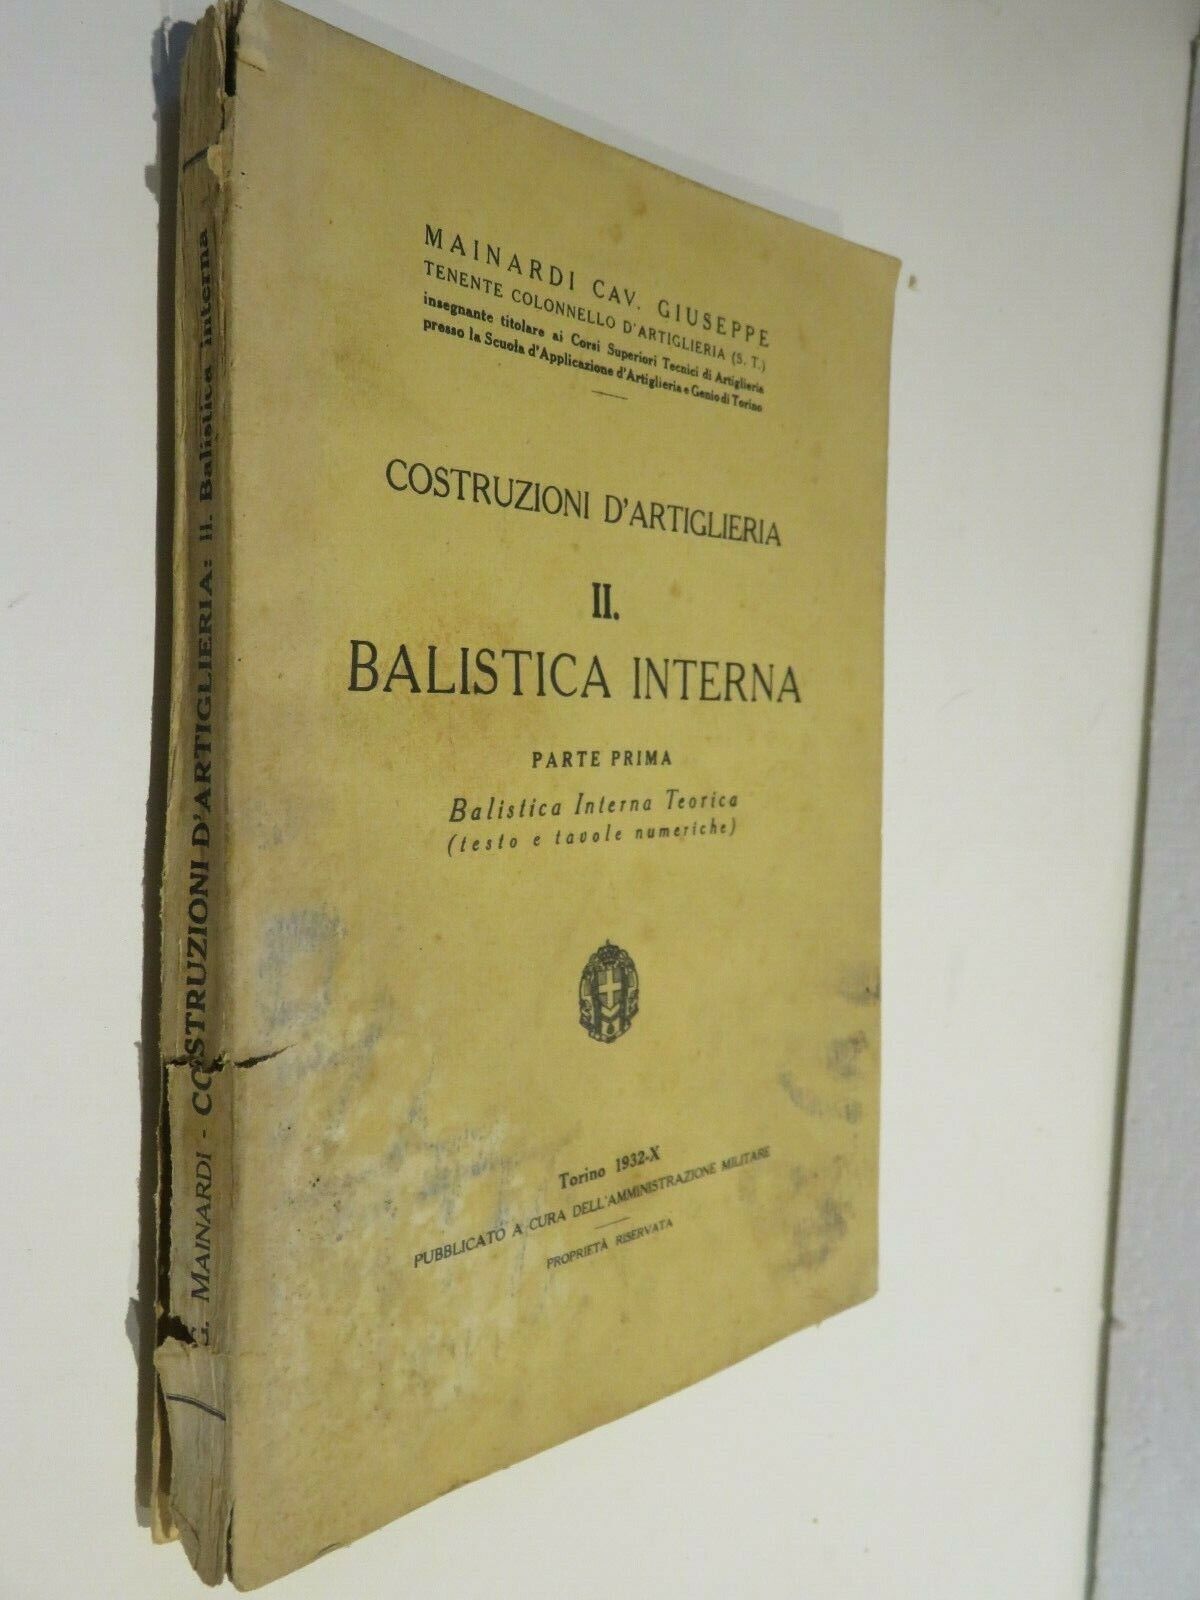 MAINARDI CAV. GIUSEPPE
TENENTE COLONNELLO D'ARTIGLIERIA (S. T.)
insegnante titolare ai Corsi Superiori Tecnici di Artiglieria
presso la Scuola d'Applicazione d'Artiglieria e Genio di Torino
COSTRUZIONI D'ARTIGLIERIA
II.
BALISTICA INTERNA
PARTE PRIMA
Balistica Interna Teorica
(testo e tavole numeriche)
Torino 1932-X
PUBBLICATO A CURA DELL'AMMINISTRAZIONE MILITARE
PROPRIETÀ RISERVATA
G. MAINARDI - COSTRUZIONI D'ARTIGLIERIA: II. Balistica interna